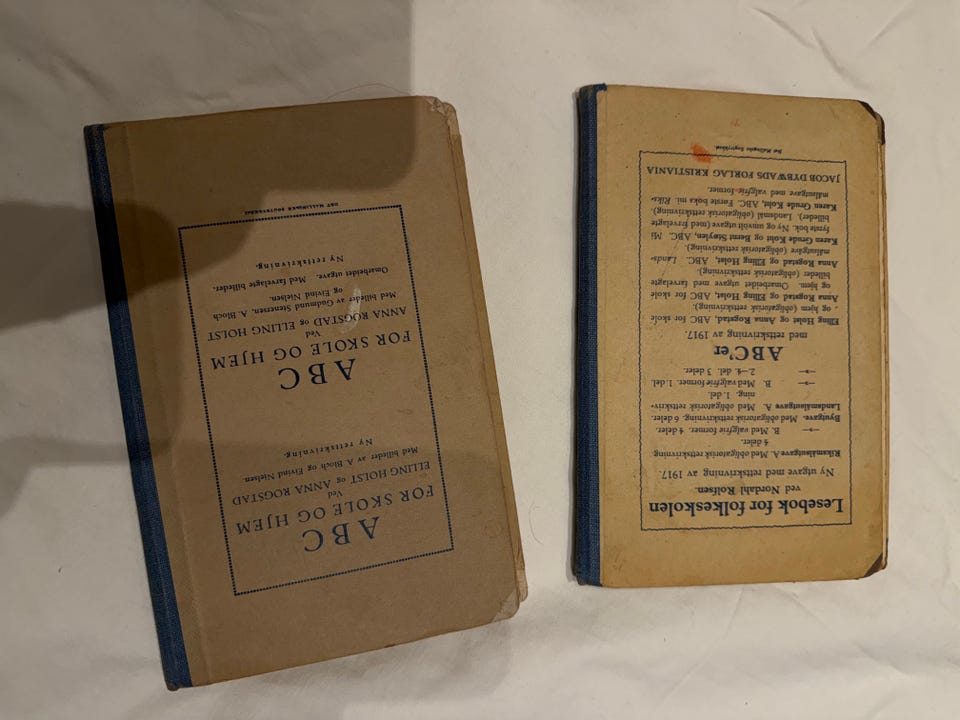 ABC
FOR SKOLE OG HJEM
Ved
ELLING HOLST og ANNA ROGSTAD
Med billeder av A. Bloch og Eivind Nielsen
Ny rettskrivning.
ABC
FOR SKOLE OG HJEM
Ved
ANNA ROGSTAD og ELLING HOLST
Med billeder av Gudmund Stenersen, A. Bloch
og Eivind Nielsen.
Omarbeidet utgave. Med farvelagte billeder.
Ny rettskrivning.
DET MALLINGSKE BOGTRYKKERI
Lesebok for folkeskolen
ved Nordahl Rolfsen.
Ny utgave med rettskrivning av 1917.
Riksmålsutgave A. Med obligatorisk rettskrivning.
4 deler.
B. Med valgfrie former. 4 deler.
Byutgave. Med obligatorisk rettskrivning. 6 deler.
Landsmålsutgave A. Med obligatorisk rettskriv-
ning. 1. del.
B. Med valgfrie former. 1. del.
2.—4. del. 3 deler.
ABC'er
med rettskrivning av 1917.
Elling Holst og Anna Rogstad, ABC for skole
og hjem (obligatorisk rettskrivning).
Anna Rogstad og Elling Holst, ABC for skole
og hjem. Omarbeidet utgave med farvelagte
billeder (obligatorisk rettskrivning).
Anna Rogstad og Elling Holst, ABC. Lands-
målsutgave (obligatorisk rettskrivning).
Karen Grude Koht og Bernt Støylen, ABC. Mi
fyrste bok. Ny og umvølt utgave (med farvelagte
billeder). Landsmål (obligatorisk rettskrivning).
Karen Grude Koht, ABC. Første boka mi. Riks-
målsutgave med valgfrie former.
JACOB DYBWADS FORLAG KRISTIANIA
Det Mallingske Bogtrykkeri.